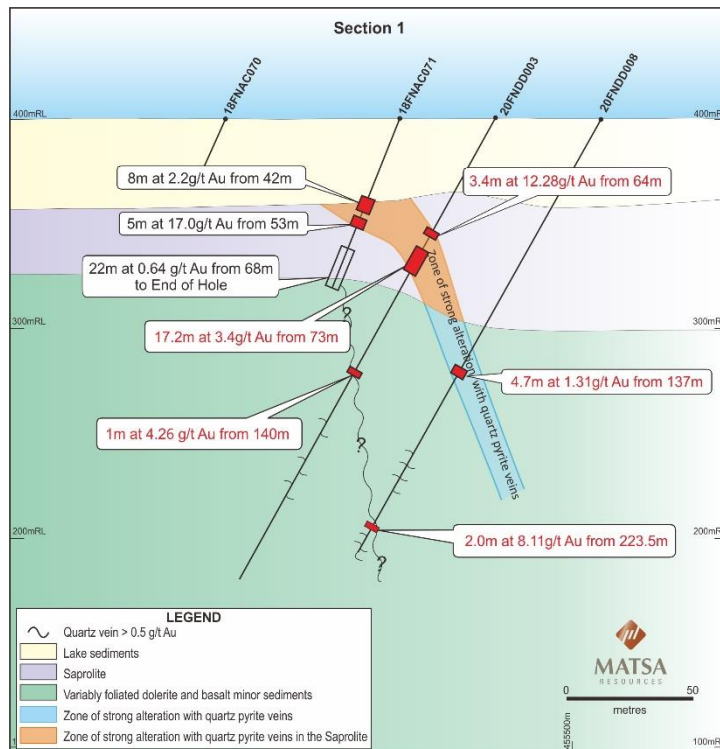 Section 1
18FNAC070
18FNAC071
20FNDD003
20FNDD008
400mRL
400mRL
8m at 2.2g/t Au from 42m
3.4m at 12.28g/t Au from 64m
5m at 17.0g/t Au from 53m
22m at 0.64 g/t Au from 68m
to End of Hole
Zone of strong alteration with quartz pyrite veins
300mRL
300mRL
?
17.2m at 3.4g/t Au from 73m
4.7m at 1.31g/t Au from 137m
1m at 4.26 g/t Au from 140m
?
200mRL
200mRL
2.0m at 8.11g/t Au from 223.5m
?
LEGEND
Quartz vein > 0.5 g/t Au
Lake sediments
Saprolite
Variably foliated dolerite and basalt minor sediments
Zone of strong alteration with quartz pyrite veins
Zone of strong alteration with quartz pyrite veins in the Saprolite
MATSA
RESOURCES
0
50
metres
455500m
100mRL